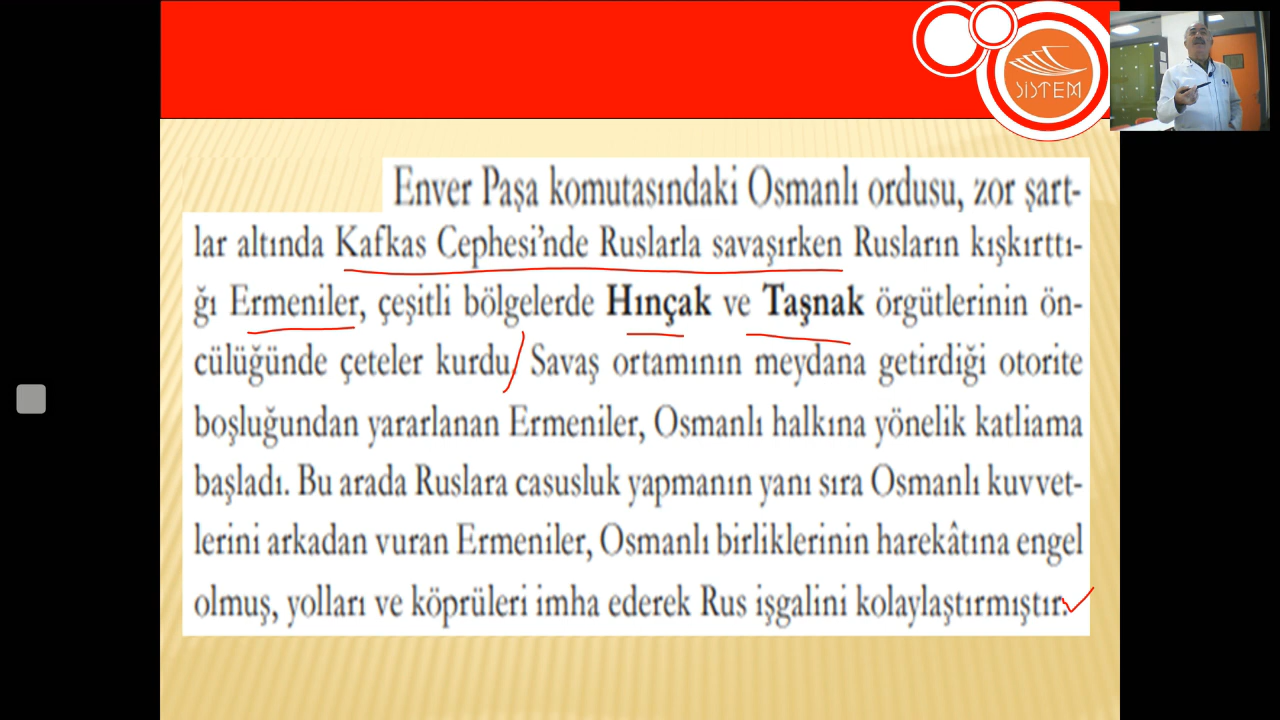 SİSTEM
Enver Paşa komutasındaki Osmanlı ordusu, zor şart-
lar altında Kafkas Cephesi’nde Ruslarla savaşırken Rusların kışkırttı-
ğı Ermeniler, çeşitli bölgelerde Hınçak ve Taşnak örgütlerinin ön-
cülüğünde çeteler kurdu. Savaş ortamının meydana getirdiği otorite
boşluğundan yararlanan Ermeniler, Osmanlı halkına yönelik katliama
başladı. Bu arada Ruslara casusluk yapmanın yanı sıra Osmanlı kuvvet-
lerini arkadan vuran Ermeniler, Osmanlı birliklerinin harekâtına engel
olmuş, yolları ve köprüleri imha ederek Rus işgalini kolaylaştırmıştır.